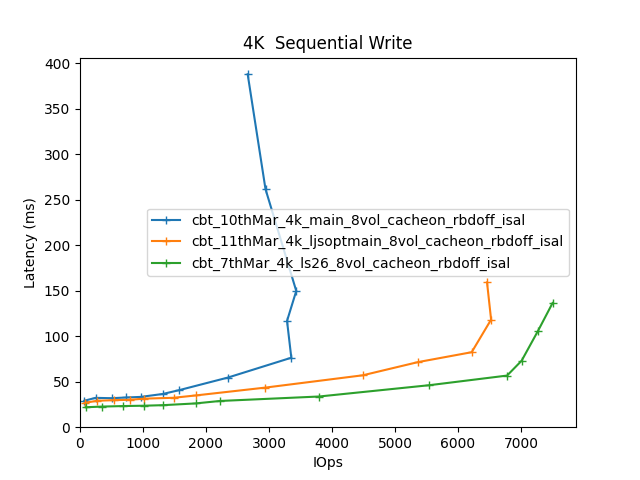 4K  Sequential Write
400
350
300
250
200
150
100
50
0
Latency (ms)
cbt_10thMar_4k_main_8vol_cacheon_rbdoff_isal
cbt_11thMar_4k_ljsoptmain_8vol_cacheon_rbdoff_isal
cbt_7thMar_4k_ls26_8vol_cacheon_rbdoff_isal
0 1000 2000 3000 4000 5000 6000 7000
IOps